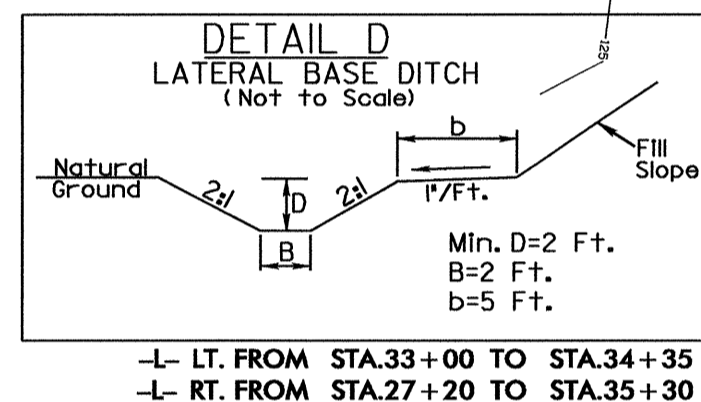 DETAIL D
LATERAL BASE DITCH
(Not to Scale)
125
b
Natural
Ground
2:1
D
2:1
1"/Ft.
Fill
Slope
B
Min. D=2 Ft.
B=2 Ft.
b=5 Ft.
-L- LT. FROM STA.33+00 TO STA.34+35
-L- RT. FROM STA.27+20 TO STA.35+30